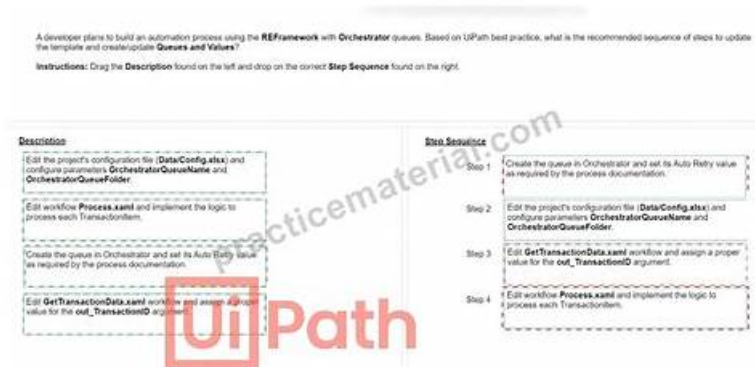 A developer plans to build an automation process using the REFramework with Orchestrator queues. Based on UiPath best practice, what is the recommended sequence of steps to update
the template and create/update Queues and Values?
Instructions: Drag the Description found on the left and drop on the correct Step Sequence found on the right.
Description
Edit the project's configuration file (Data/Config.xlsx) and
configure parameters OrchestratorQueueName and
OrchestratorQueueFolder.
Edit workflow Process.xaml and implement the logic to
process each TransactionItem.
Create the queue in Orchestrator and set its Auto Retry value
as required by the process documentation.
Edit GetTransactionData.xaml workflow and assign a proper
value for the out_TransactionID argument.
Step Sequence
Step 1
Create the queue in Orchestrator and set its Auto Retry value
as required by the process documentation.
Step 2
Edit the project's configuration file (Data/Config.xlsx) and
configure parameters OrchestratorQueueName and
OrchestratorQueueFolder.
Step 3
Edit GetTransactionData.xaml workflow and assign a proper
value for the out_TransactionID argument.
Step 4
Edit workflow Process.xaml and implement the logic to
process each TransactionItem.
practicematerial.com
UiPath